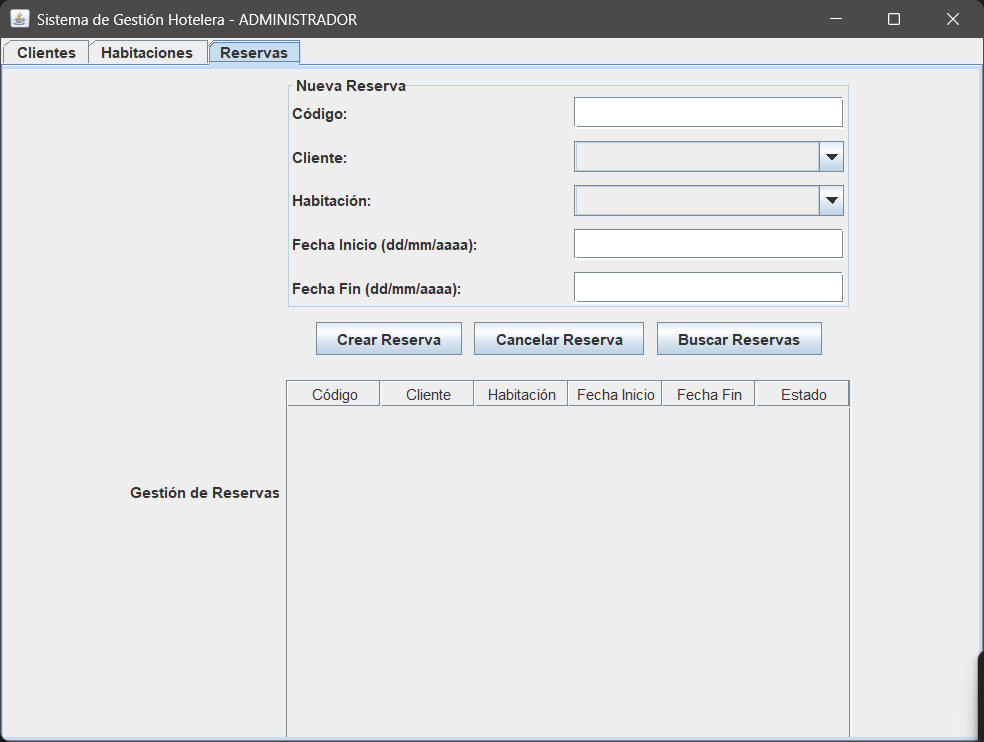 Sistema de Gestión Hotelera - ADMINISTRADOR
Clientes Habitaciones Reservas
Nueva Reserva
Código:
Cliente:
Habitación:
Fecha Inicio (dd/mm/aaaa):
Fecha Fin (dd/mm/aaaa):
Crear Reserva Cancelar Reserva Buscar Reservas
Código Cliente Habitación Fecha Inicio Fecha Fin Estado
Gestión de Reservas